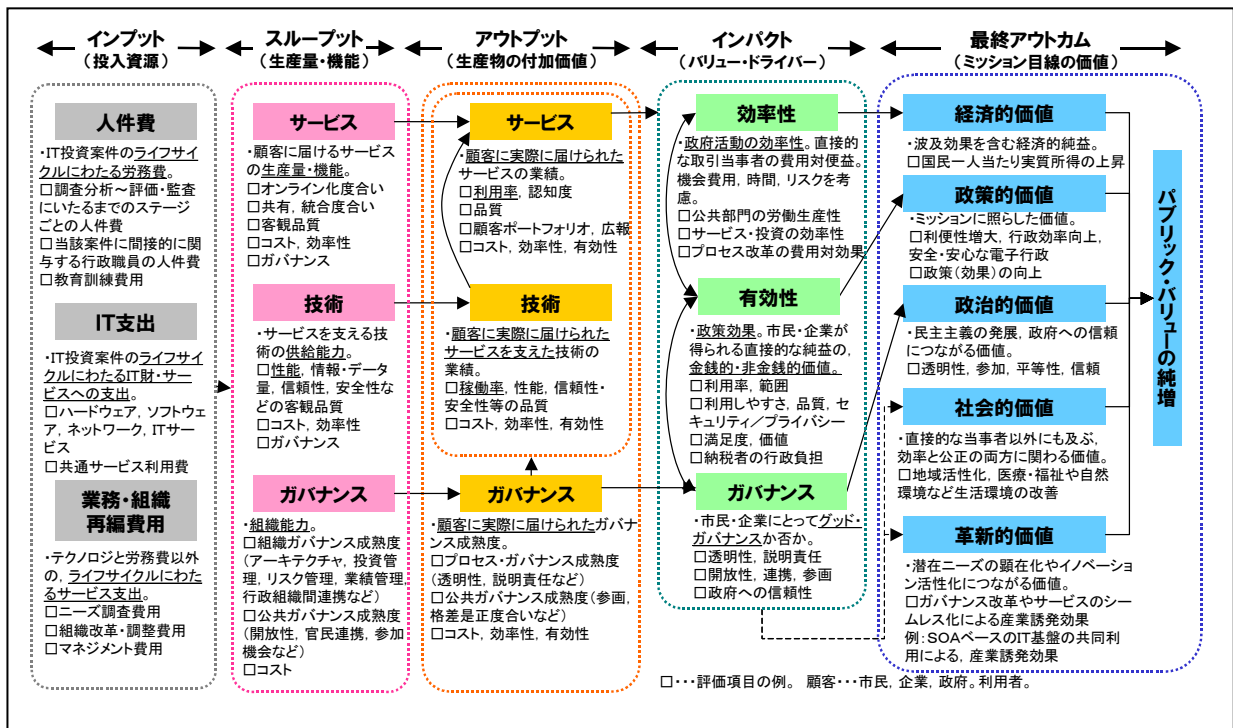 インプット
(投入資源)
スループット
(生産量・機能)
アウトプット
(生産物の付加価値)
インパクト
(バリュー・ドライバー)
最終アウトカム
(ミッション目線の価値)
人件費
・IT投資案件のライフサイ
クルにわたる労務費。
□調査分析～評価・監査
にいたるまでのステージ
ごとの人件費
□当該案件に間接的に関
与する行政職員の人件費
□教育訓練費用
IT支出
・IT投資案件のライフサ
イクルにわたるIT財・サー
ビスへの支出。
□ハードウェア, ソフトウェ
ア, ネットワーク, ITサービ
ス
□共通サービス利用費
業務・組織
再編費用
・テクノロジと労務費以外
の, ライフサイクルにわた
るサービス支出。
□ニーズ調査費用
□組織改革・調整費用
□マネジメント費用
サービス
・顧客に届けるサービス
の生産量・機能。
□オンライン化度合い
□共有, 統合度合い
□客観品質
□コスト, 効率性
□ガバナンス
技術
・サービスを支える技
術の供給能力。
□性能, 情報・データ
量, 信頼性, 安全性な
どの客観品質
□コスト, 効率性
□ガバナンス
ガバナンス
・組織能力。
□組織ガバナンス成熟度
(アーキテクチャ, 投資管
理, リスク管理, 業績管理,
行政組織間連携など)
□公共ガバナンス成熟度
(開放性, 官民連携, 参加
機会など)
□コスト
サービス
・顧客に実際に届けられた
サービスの業績。
□利用率, 認知度
□品質
□顧客ポートフォリオ, 広報
□コスト, 効率性, 有効性
技術
・顧客に実際に届けられた
サービスを支えた技術の
業績。
□稼働率, 性能, 信頼性・
安全性等の品質
□コスト, 効率性, 有効性
ガバナンス
・顧客に実際に届けられたガバ
ナンス成熟度。
□プロセス・ガバナンス成熟度
(透明性, 説明責任など)
□公共ガバナンス成熟度(参画,
格差是正度合いなど)
□コスト, 効率性, 有効性
効率性
・政府活動の効率性。直接的
な取引当事者の費用対便益。
機会費用, 時間, リスクを考
慮。
□公共部門の労働生産性
□サービス・投資の効率性
□プロセス改革の費用対効果
有効性
・政策効果。市民・企業が
得られる直接的な純益の,
金銭的・非金銭的価値。
□利用率, 範囲
□利用しやすさ, 品質, セ
キュリティ／プライバシー
□満足度, 価値
□納税者の行政負担
ガバナンス
・市民・企業にとってグッド・
ガバナンスか否か。
□透明性, 説明責任
□開放性, 連携, 参画
□政府への信頼性
経済的価値
・波及効果を含む経済的純益。
□国民一人当たり実質所得の上昇
政策的価値
・ミッションに照らした価値。
□利便性増大, 行政効率向上,
安全・安心な電子行政
□政策(効果)の向上
政治的価値
・民主主義の発展, 政府への信頼
につながる価値。
□透明性, 参加, 平等性, 信頼
社会的価値
・直接的な当事者以外にも及ぶ,
効率と公正の両方に関わる価値。
□地域活性化, 医療・福祉や自然
環境など生活環境の改善
革新的価値
・潜在ニーズの顕在化やイノベーショ
ン活性化につながる価値。
□ガバナンス改革やサービスのシー
ムレス化による産業誘発効果
例：SOAベースのIT基盤の共同利
用による, 産業誘発効果
パブリック・バリューの純増
□・・・評価項目の例。 顧客・・・市民, 企業, 政府。利用者。